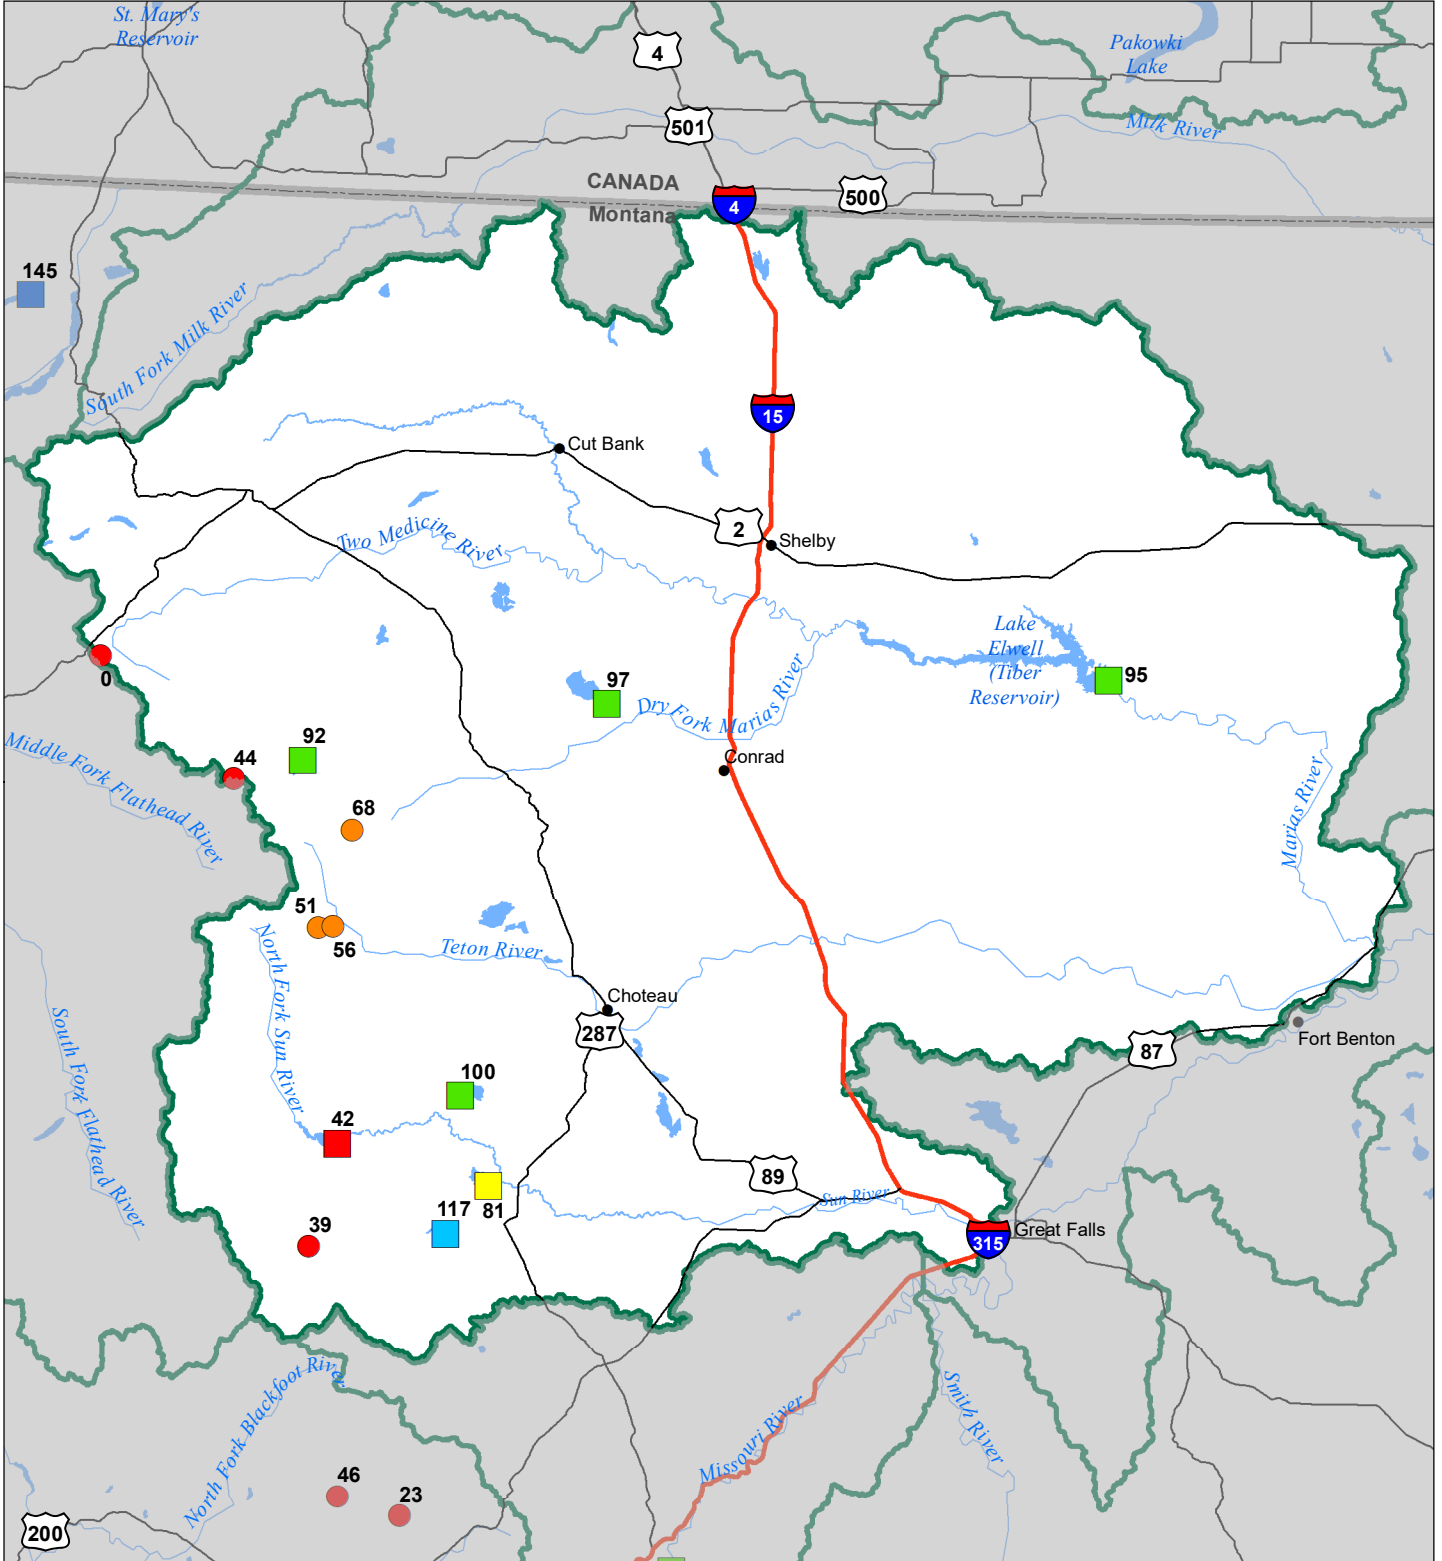 St. Mary's
Reservoir
4
Pakowki
Lake
501
Milk River
CANADA
Montana
4
500
145
South Fork Milk River
15
Cut Bank
2
Shelby
Two Medicine River
Lake
Elwell
(Tiber
Reservoir)
95
0
97
Dry Fork Marias River
92
44
Middle Fork Flathead River
Conrad
Marias River
68
51
56
North Fork Sun River
Teton River
Choteau
287
South Fork Flathead River
87
Fort Benton
100
42
89
81
117
Sun River
39
315
Great Falls
North Fork Blackfoot River
Missouri River
Smith River
46
23
200